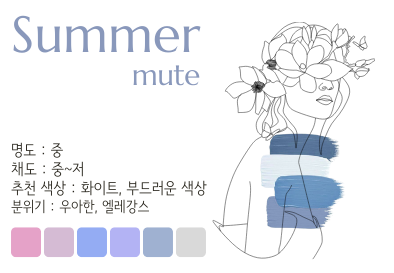 Summer
mute
명도 : 중
채도 : 중~저
추천 색상 : 화이트, 부드러운 색상
분위기 : 우아한, 엘레강스